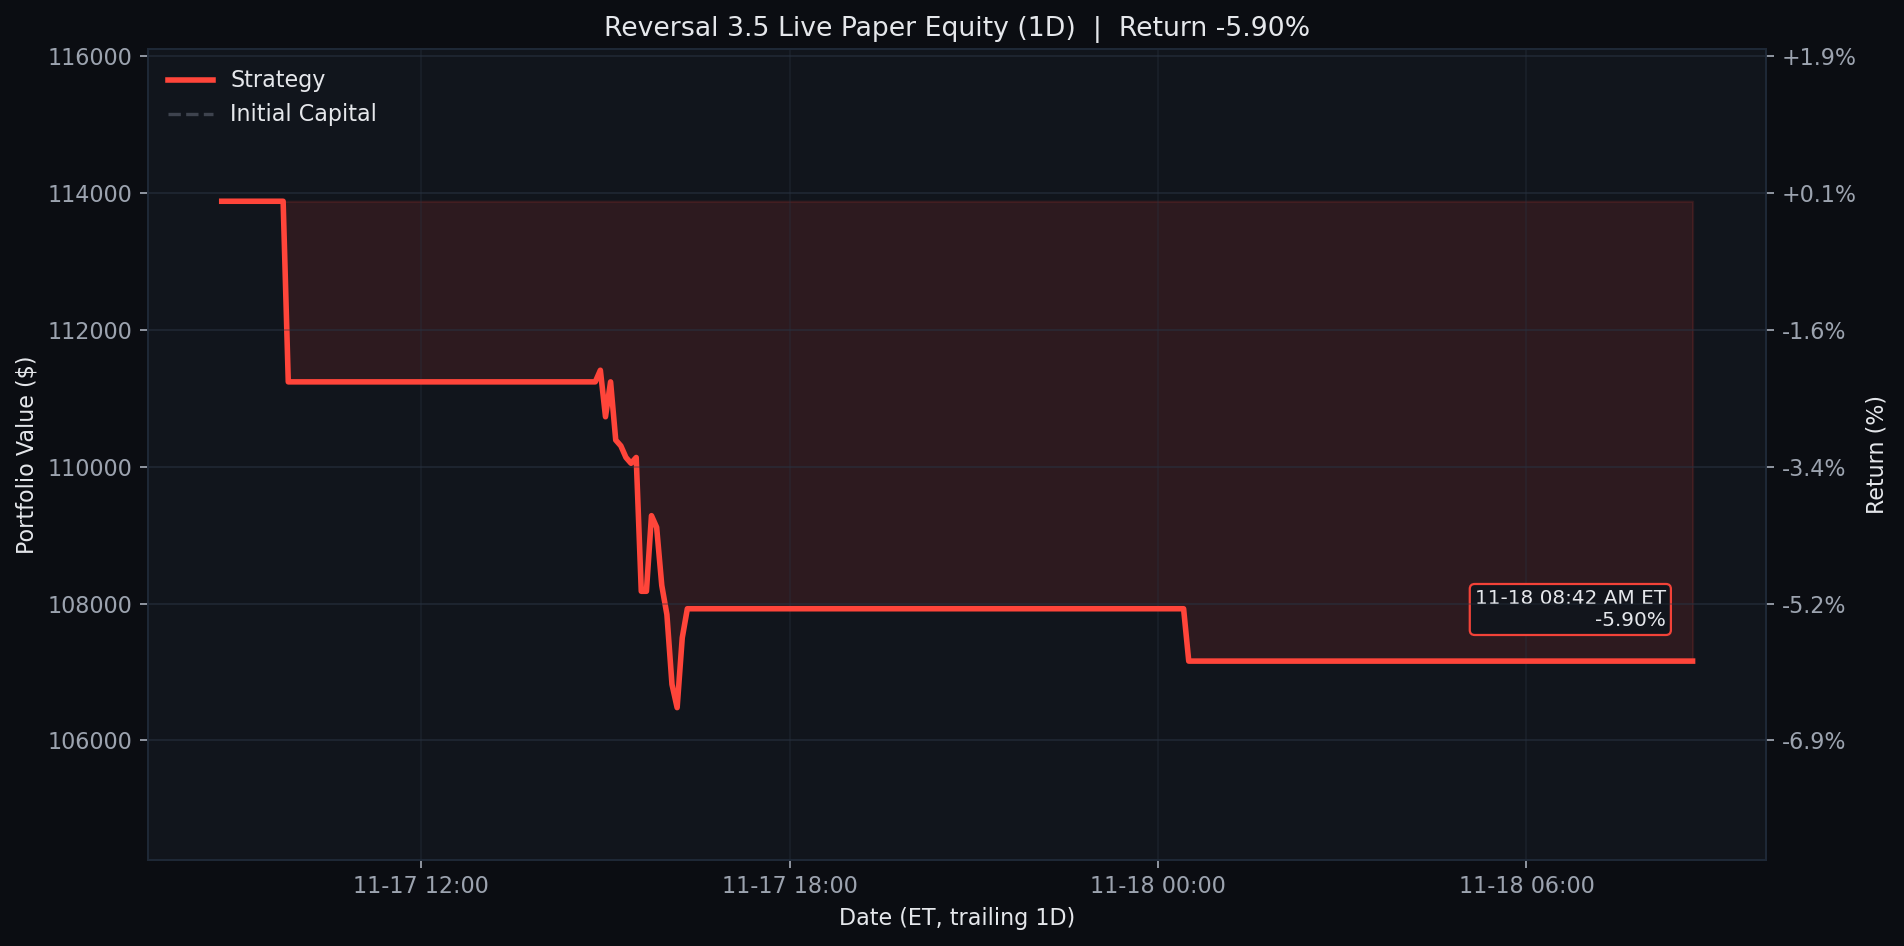 Reversal 3.5 Live Paper Equity (1D) | Return -5.90%
Strategy
Initial Capital
116000
114000
112000
110000
108000
106000
Portfolio Value ($)
+1.9%
+0.1%
-1.6%
-3.4%
-5.2%
-6.9%
Return (%)
11-18 08:42 AM ET
-5.90%
11-17 12:00
11-17 18:00
11-18 00:00
11-18 06:00
Date (ET, trailing 1D)